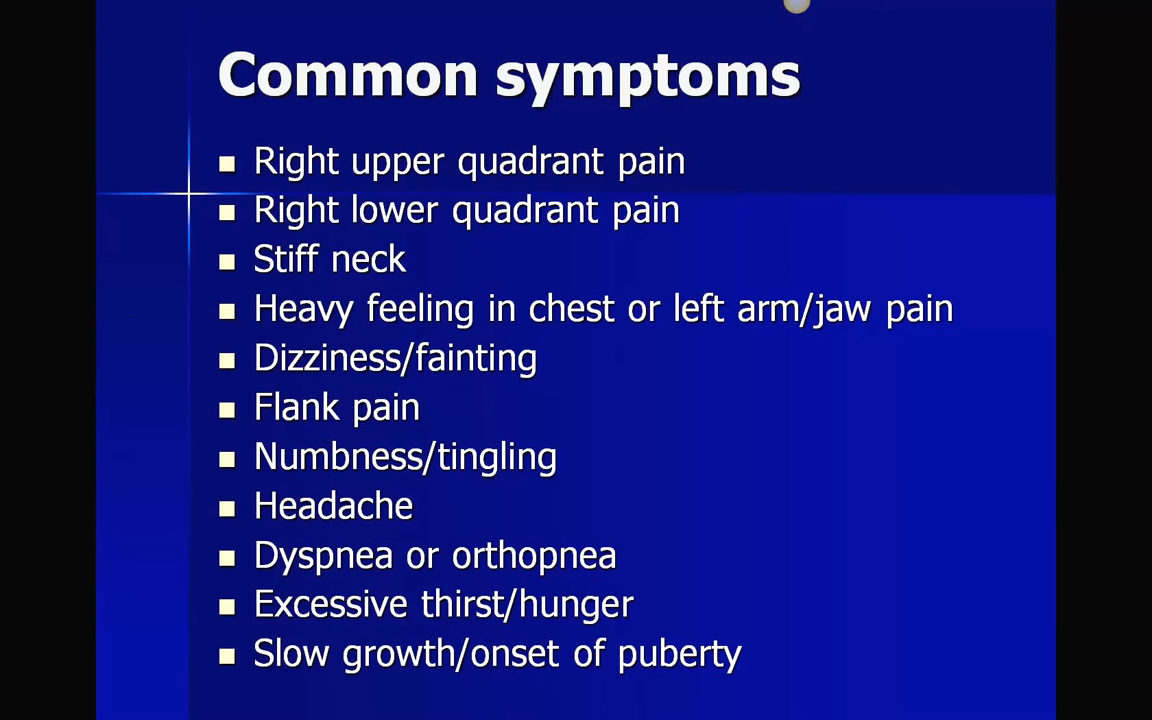 Common symptoms
Right upper quadrant pain
Right lower quadrant pain
Stiff neck
Heavy feeling in chest or left arm/jaw pain
Dizziness/fainting
Flank pain
Numbness/tingling
Headache
Dyspnea or orthopnea
Excessive thirst/hunger
Slow growth/onset of puberty